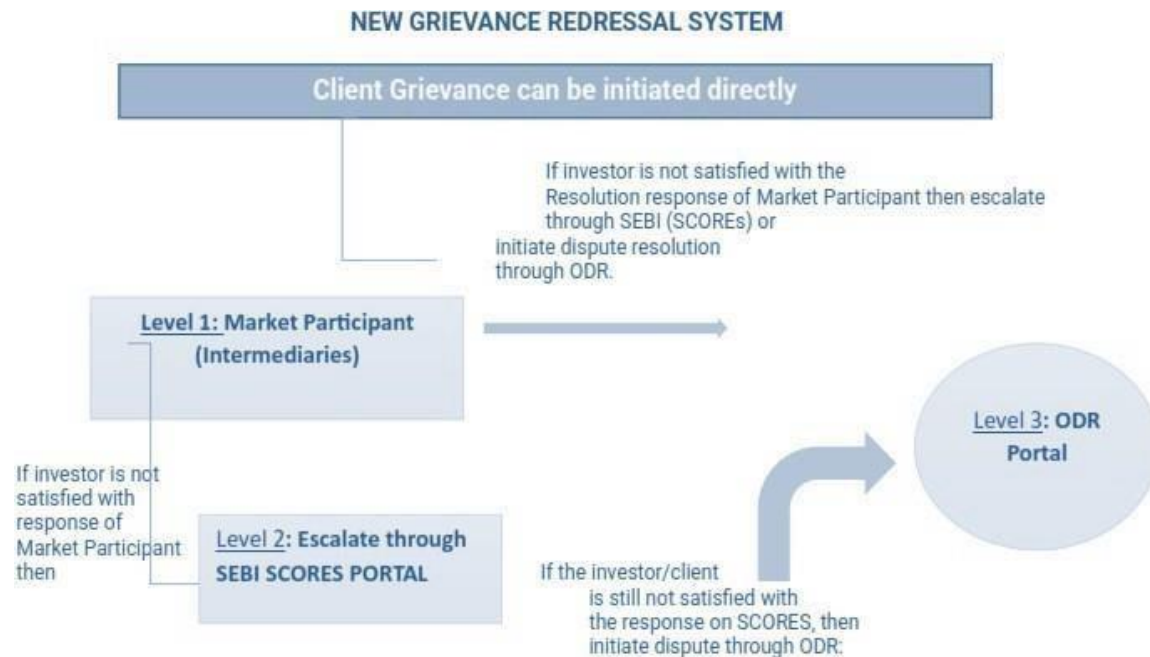 NEW GRIEVANCE REDRESSAL SYSTEM
Client Grievance can be initiated directly
If investor is not satisfied with the
Resolution response of Market Participant then escalate
through SEBI (SCOREs) or
initiate dispute resolution
through ODR.
Level 1: Market Participant
(Intermediaries)
If investor is not
satisfied with
response of
Market Participant
then
Level 2: Escalate through
SEBI SCORES PORTAL
If the investor/client
is still not satisfied with
the response on SCORES, then
initiate dispute through ODR:
Level 3: ODR
Portal